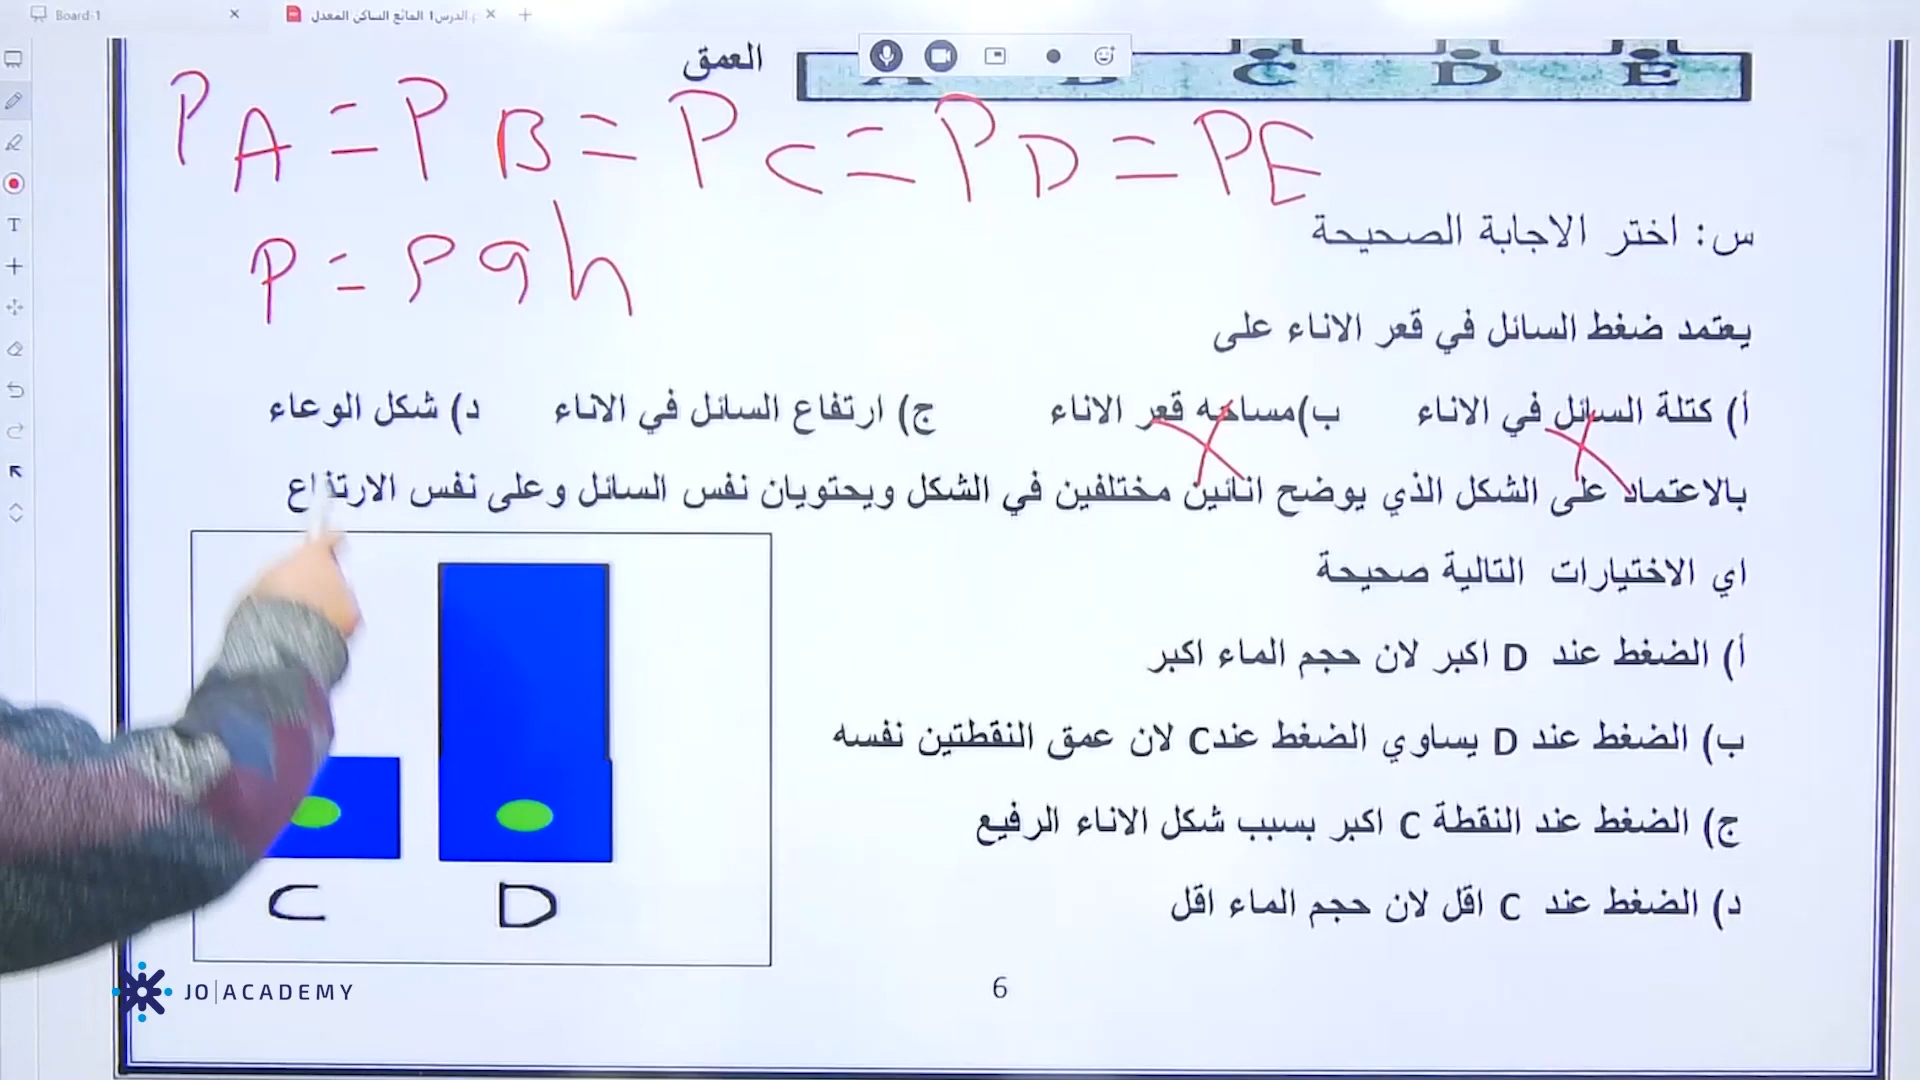 Board-1
الدرس1 المائع الساكن المعدل
العمق
C D E
PA = PB = PC = PD = PE
P = ρgh
س: اختر الاجابة الصحيحة
يعتمد ضغط السائل في قعر الاناء على
أ) كتلة السائل في الاناء ب)مساحه قعر الاناء ج) ارتفاع السائل في الاناء د) شكل الوعاء
بالاعتماد على الشكل الذي يوضح انائين مختلفين في الشكل ويحتويان نفس السائل وعلى نفس الارتفاع
اي الاختيارات التالية صحيحة
أ) الضغط عند D اكبر لان حجم الماء اكبر
ب) الضغط عند D يساوي الضغط عندC لان عمق النقطتين نفسه
ج) الضغط عند النقطة C اكبر بسبب شكل الاناء الرفيع
د) الضغط عند C اقل لان حجم الماء اقل
C D
6
JO|ACADEMY